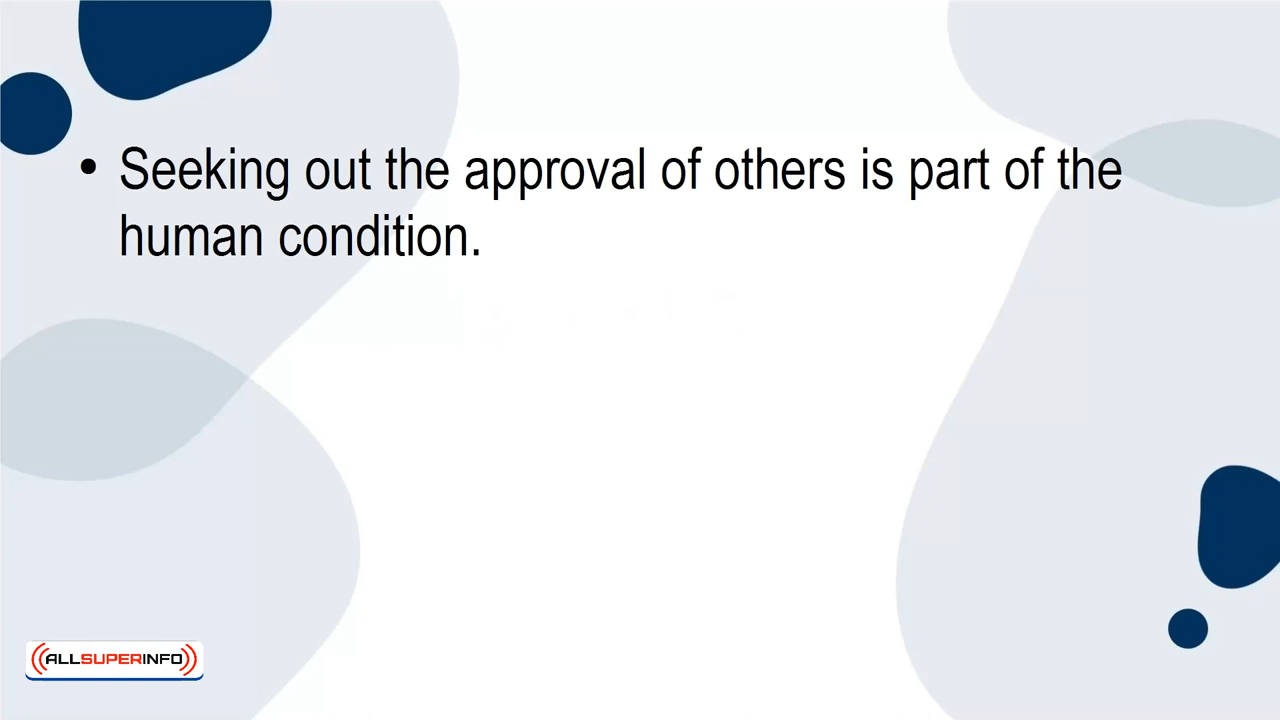 • Seeking out the approval of others is part of the
human condition.
ALLSUPERINFO